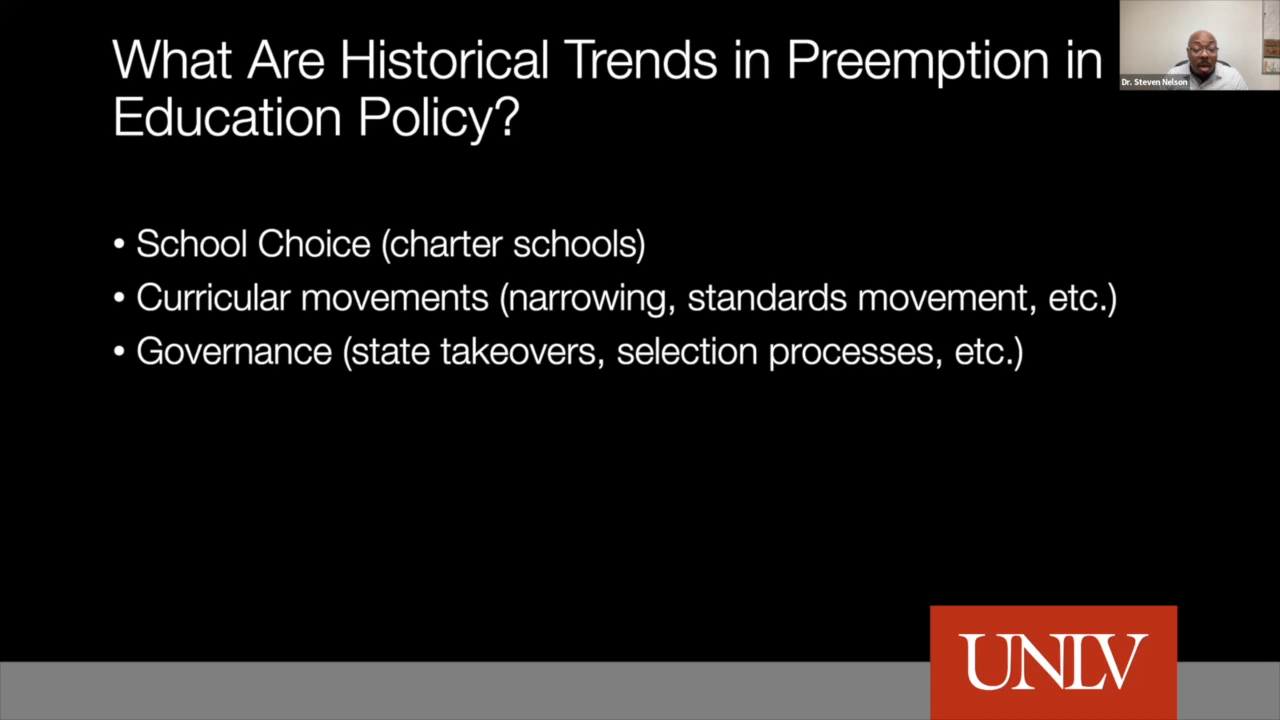 What Are Historical Trends in Preemption in
Education Policy?
Dr. Steven Nelson
• School Choice (charter schools)
• Curricular movements (narrowing, standards movement, etc.)
• Governance (state takeovers, selection processes, etc.)
UNLV